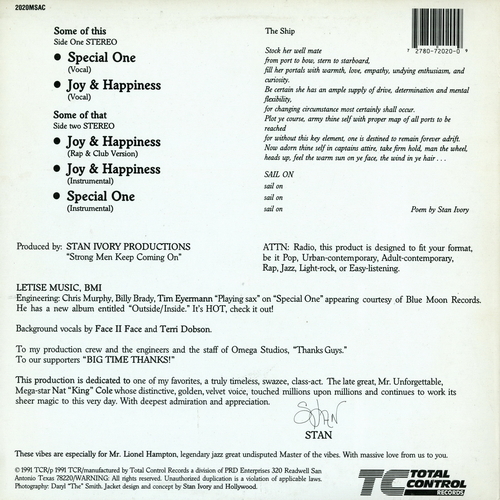 2020MSAC
Some of this
Side One STEREO
• Special One
(Vocal)
• Joy & Happiness
(Vocal)
Some of that
Side two STEREO
• Joy & Happiness
(Rap & Club Version)
• Joy & Happiness
(Instrumental)
• Special One
(Instrumental)
The Ship
Stock her well mate
from port to bow, stern to starboard,
fill her portals with warmth, love, empathy, undying enthusiasm, and
curiosity.
Be certain she has an ample supply of drive, determination and mental
flexibility,
for changing circumstance most certainly shall occur.
Plot ye course, army thine self with proper map of all ports to be
reached
for without this key element, one is destined to remain forever adrift.
Now adorn thine self in captains attire, take firm hold, man the wheel,
heads up, feel the warm sun on ye face, the wind in ye hair . . .
SAIL ON
sail on
sail on
sail on Poem by Stan Ivory
7 2780-72020-0 9
Produced by: STAN IVORY PRODUCTIONS
"Strong Men Keep Coming On"
ATTN: Radio, this product is designed to fit your format,
be it Pop, Urban-contemporary, Adult-contemporary,
Rap, Jazz, Light-rock, or Easy-listening.
LETISE MUSIC, BMI
Engineering: Chris Murphy, Billy Brady, Tim Eyermann "Playing sax" on "Special One" appearing courtesy of Blue Moon Records.
He has a new album entitled "Outside/Inside." It's HOT, check it out!
Background vocals by Face II Face and Terri Dobson.
To my production crew and the engineers and the staff of Omega Studios, "Thanks Guys."
To our supporters "BIG TIME THANKS!"
This production is dedicated to one of my favorites, a truly timeless, swazee, class-act. The late great, Mr. Unforgettable,
Mega-star Nat "King" Cole whose distinctive, golden, velvet voice, touched millions upon millions and continues to work its
sheer magic to this very day. With deepest admiration and appreciation.
STAN
STAN
These vibes are especially for Mr. Lionel Hampton, legendary jazz great undisputed Master of the vibes. With massive love from us to you.
© 1991 TCR/p 1991 TCR/manufactured by Total Control Records a division of PRD Enterprises 320 Readwell San
Antonio Texas 78220/WARNING: All rights reserved. Unauthorized duplication is a violation of applicable laws.
Photography: Daryl "The" Smith. Jacket design and concept by Stan Ivory and Hollywood.
TC TOTAL
CONTROL
RECORDS